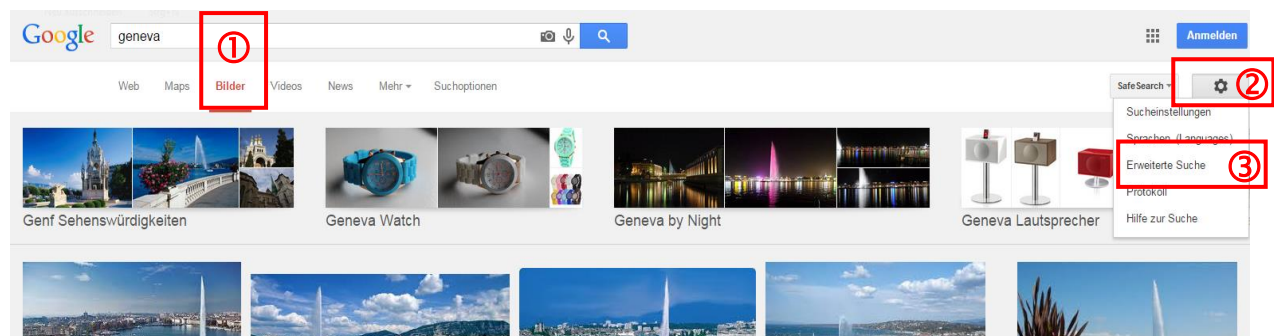 Google geneva Anmelden
①
Web Maps Bilder Videos News Mehr Suchoptionen SafeSearch
②
Sucheinstellungen
Sprachen (Languages)
Erweiterte Suche
③
Protokoll
Hilfe zur Suche
Genf Sehenswürdigkeiten Geneva Watch Geneva by Night Geneva Lautsprecher